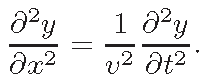 ∂²y/∂x² = 1/v² ∂²y/∂t².